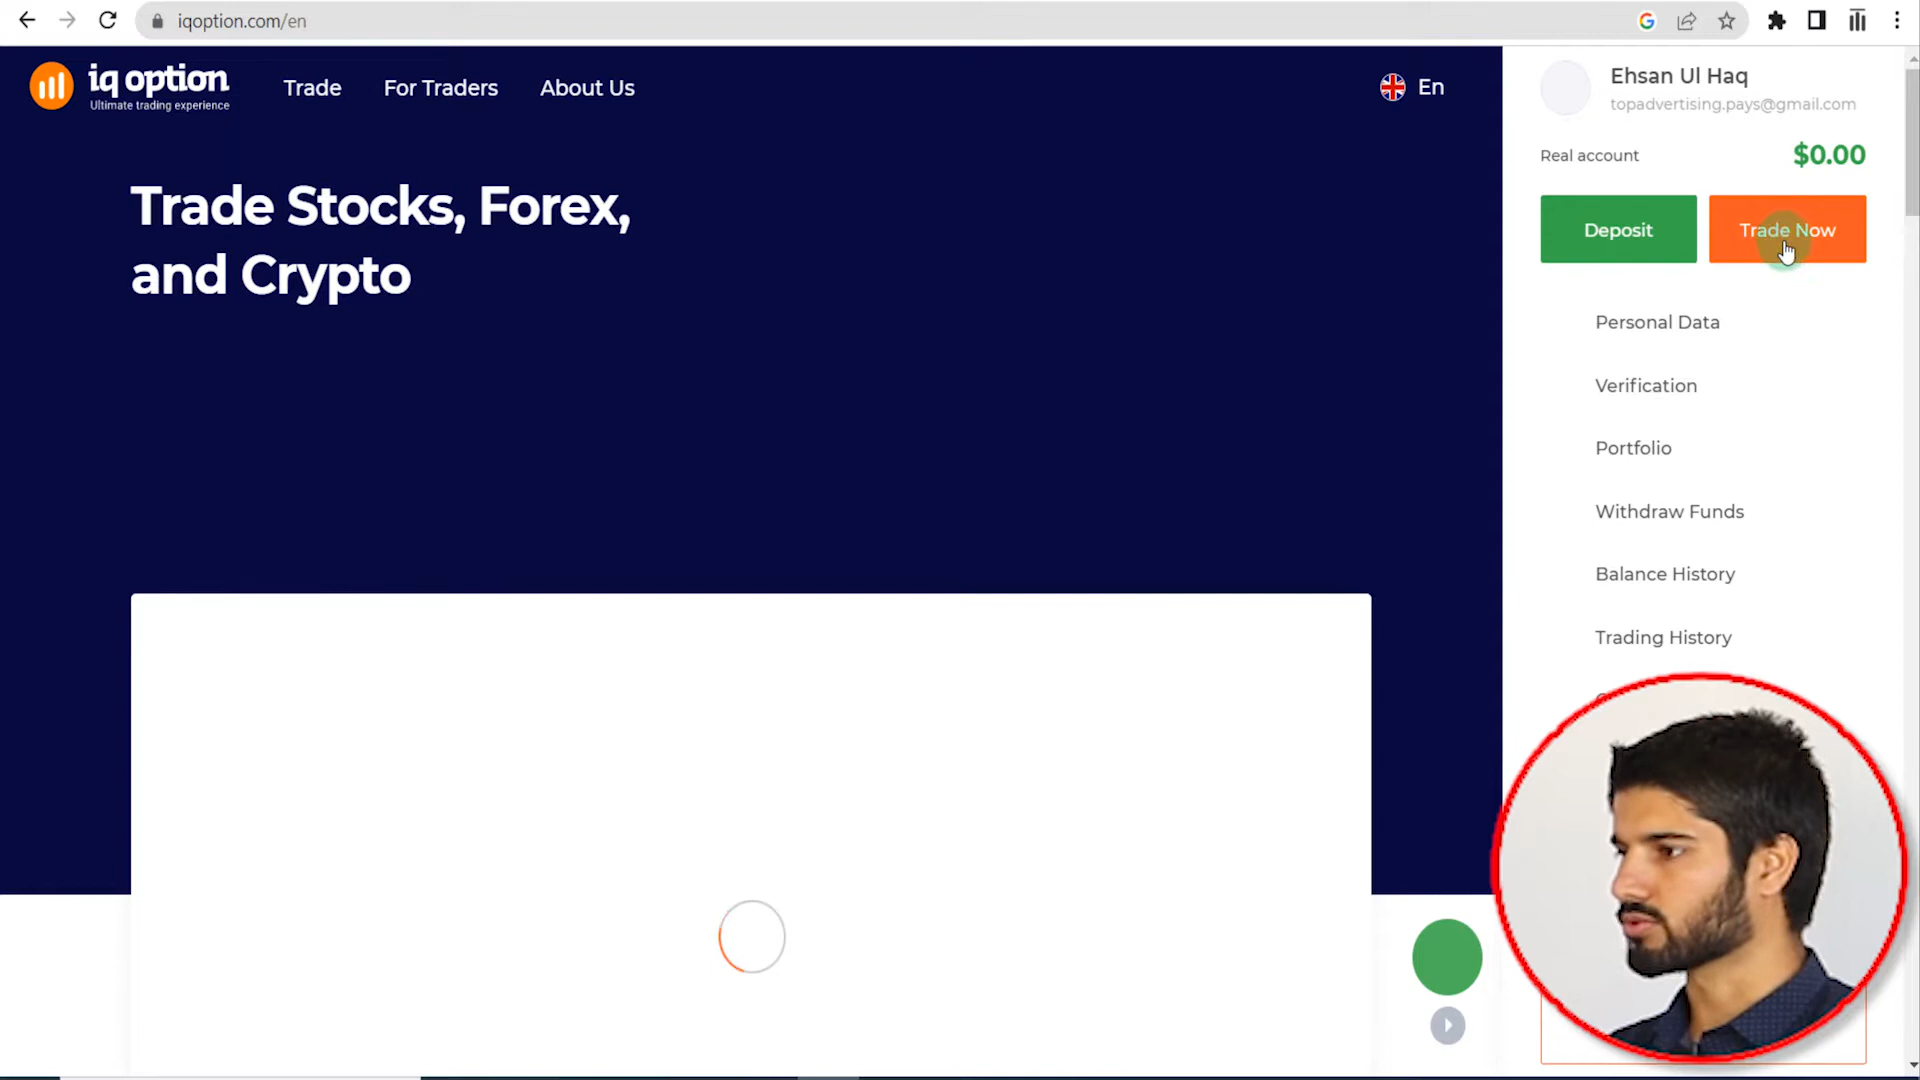 iqoption.com/en
iq option
Ultimate trading experience
Trade
For Traders
About Us
En
Trade Stocks, Forex,
and Crypto
Ehsan Ul Haq
topadvertising.pays@gmail.com
Real account
$0.00
Deposit
Trade Now
Personal Data
Verification
Portfolio
Withdraw Funds
Balance History
Trading History